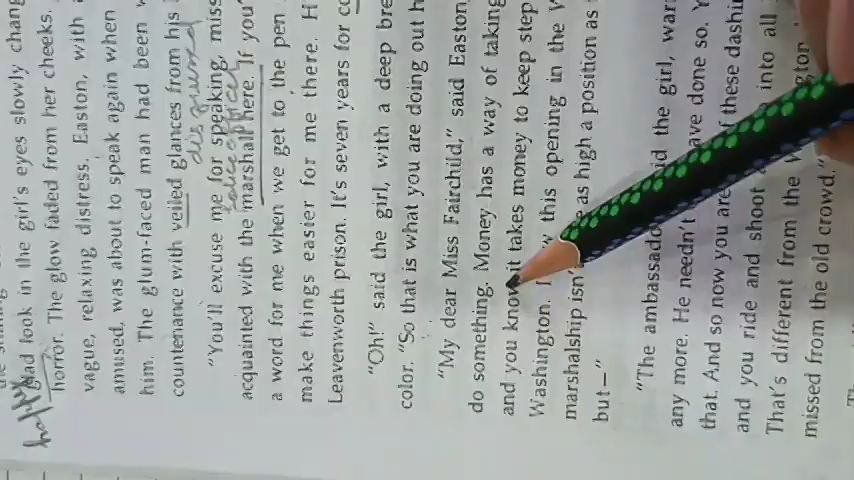 happy
glad look in the girl's eyes slowly chang
horror. The glow faded from her cheeks.
vague, relaxing distress. Easton, with
amused, was about to speak again when
him. The glum-faced man had been
countenance with veiled glances from his
disguised
"You'll excuse me for speaking, miss
police officer
acquainted with the marshall here. If you
a word for me when we get to the pen
make things easier for me there. H
Leavenworth prison. It's seven years for co
"Oh!" said the girl, with a deep bre
color. "So that is what you are doing out h
"My dear Miss Fairchild," said Easton,
do something. Money has a way of taking
and you know it takes money to keep step
Washington. this opening in the W
marshalship isn' as high a position as
but—"
"The ambassado the girl, war
any more. He needn't ave done so. Y
that. And so now you are these dashi
and you ride and shoot into all
That's different from the W ngton
missed from the old crowd."